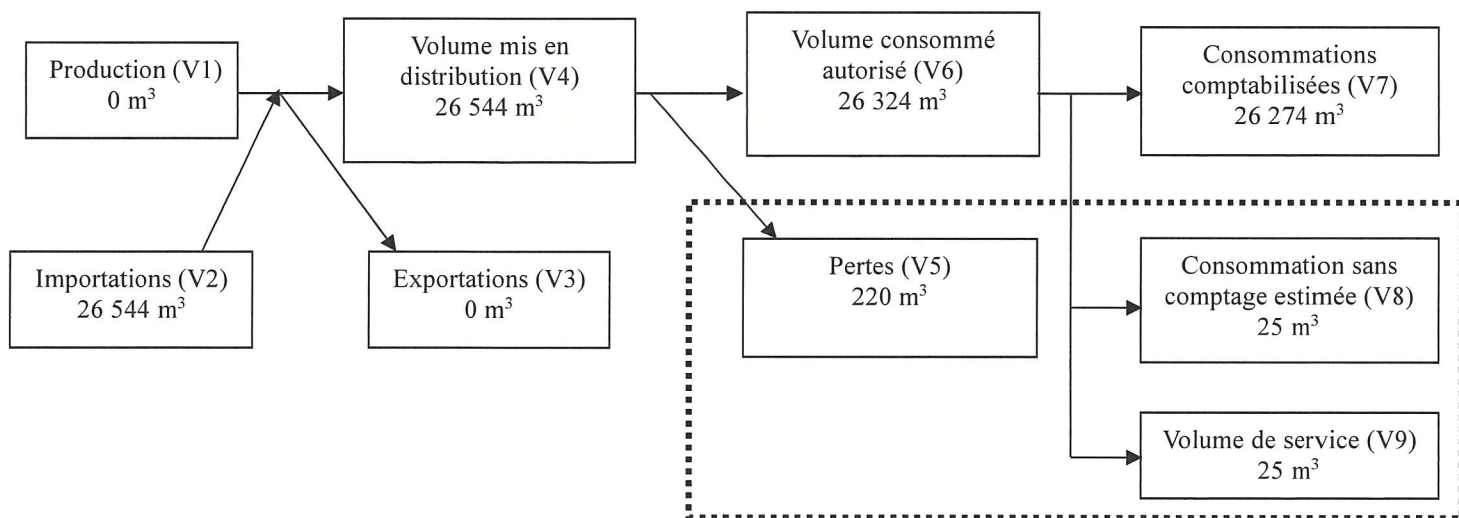 Production (V1)
0 m³
Volume mis en
distribution (V4)
26 544 m³
Volume consommé
autorisé (V6)
26 324 m³
Consommations
comptabilisées (V7)
26 274 m³
Importations (V2)
26 544 m³
Exportations (V3)
0 m³
Pertes (V5)
220 m³
Consommation sans
comptage estimée (V8)
25 m³
Volume de service (V9)
25 m³